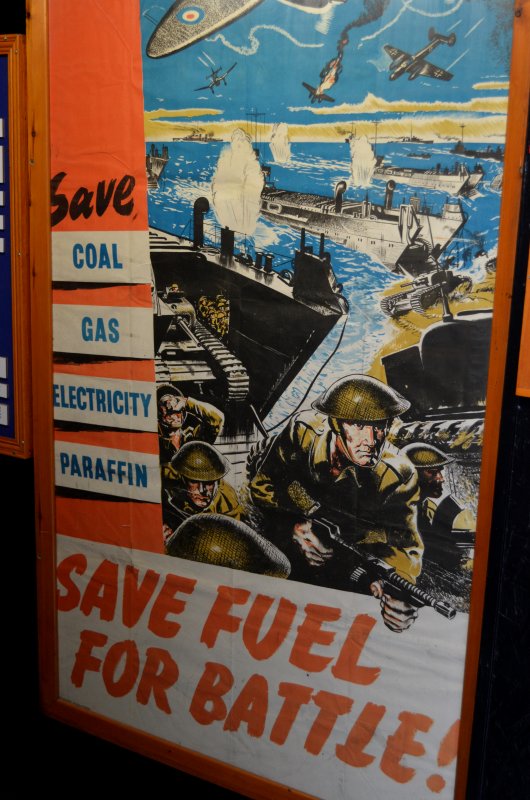 Save
COAL
GAS
ELECTRICITY
PARAFFIN
SAVE FUEL
FOR BATTLE!